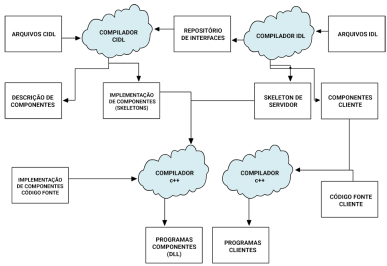 ARQUIVOS CIDL
COMPILADOR
CIDL
REPOSITÓRIO
DE INTERFACES
COMPILADOR IDL
ARQUIVOS IDL
DESCRIÇÃO DE
COMPONENTES
IMPLEMENTAÇÃO
DE COMPONENTES
(SKELETONS)
SKELETON DE
SERVIDOR
COMPONENTES
CLIENTE
IMPLEMENTAÇÃO
DE COMPONENTES
CÓDIGO FONTE
COMPILADOR
c++
COMPILADOR
c++
CÓDIGO FONTE
CLIENTE
PROGRAMAS
COMPONENTES
(DLL)
PROGRAMAS
CLIENTES